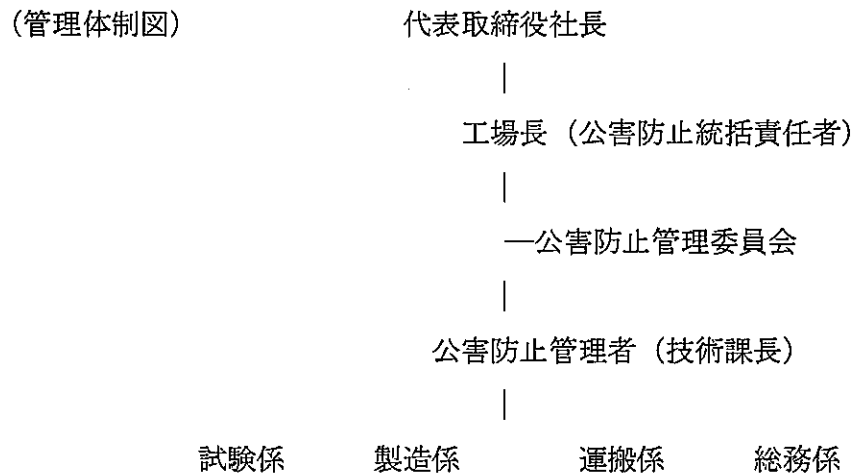 （管理体制図） 代表取締役社長
工場長（公害防止統括責任者）
―公害防止管理委員会
公害防止管理者（技術課長）
試験係 製造係 運搬係 総務係